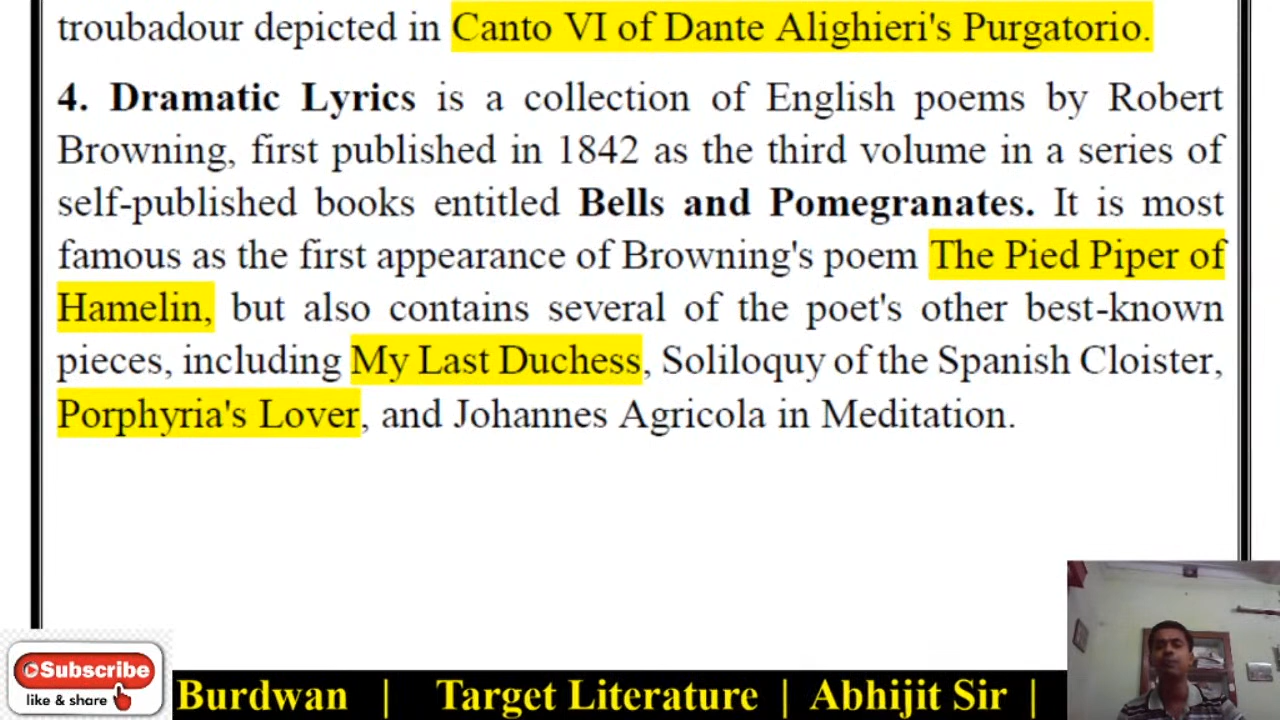 troubadour depicted in Canto VI of Dante Alighieri's Purgatorio.
4. Dramatic Lyrics is a collection of English poems by Robert
Browning, first published in 1842 as the third volume in a series of
self-published books entitled Bells and Pomegranates. It is most
famous as the first appearance of Browning's poem The Pied Piper of
Hamelin, but also contains several of the poet's other best-known
pieces, including My Last Duchess, Soliloquy of the Spanish Cloister,
Porphyria's Lover, and Johannes Agricola in Meditation.
Subscribe
like & share
Burdwan | Target Literature | Abhijit Sir |